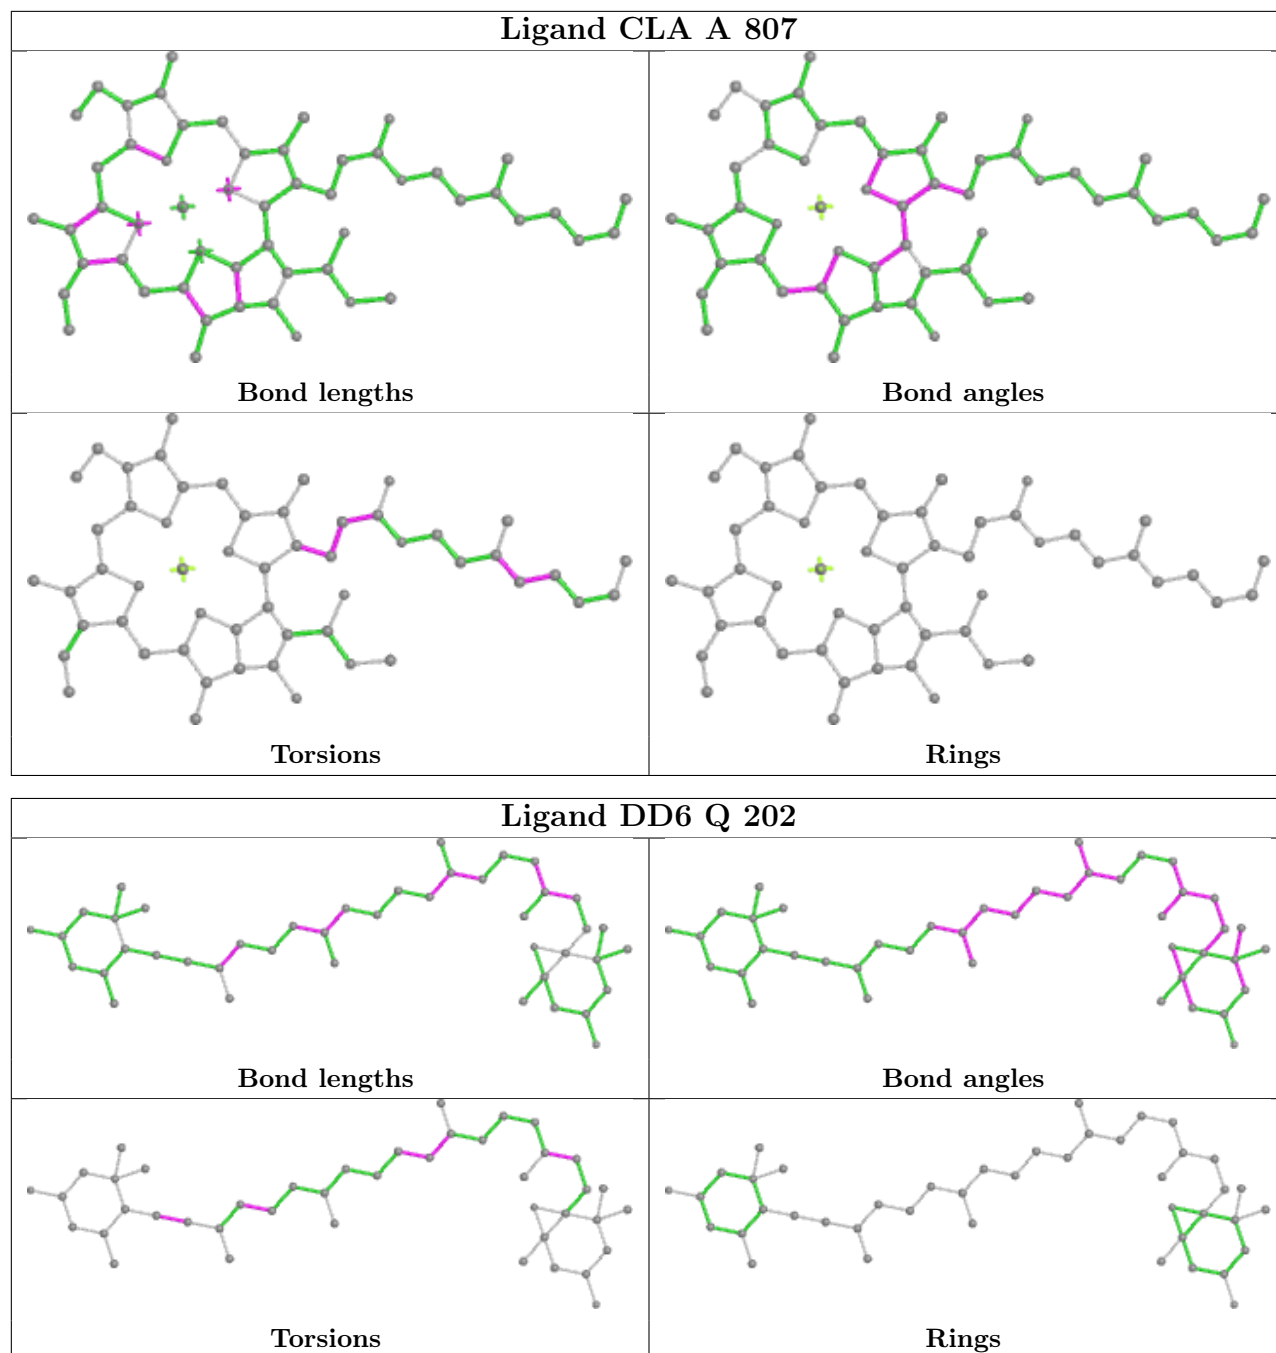 Ligand CLA A 807
Bond lengths
Bond angles
Torsions
Rings
Ligand DD6 Q 202
Bond lengths
Bond angles
Torsions
Rings